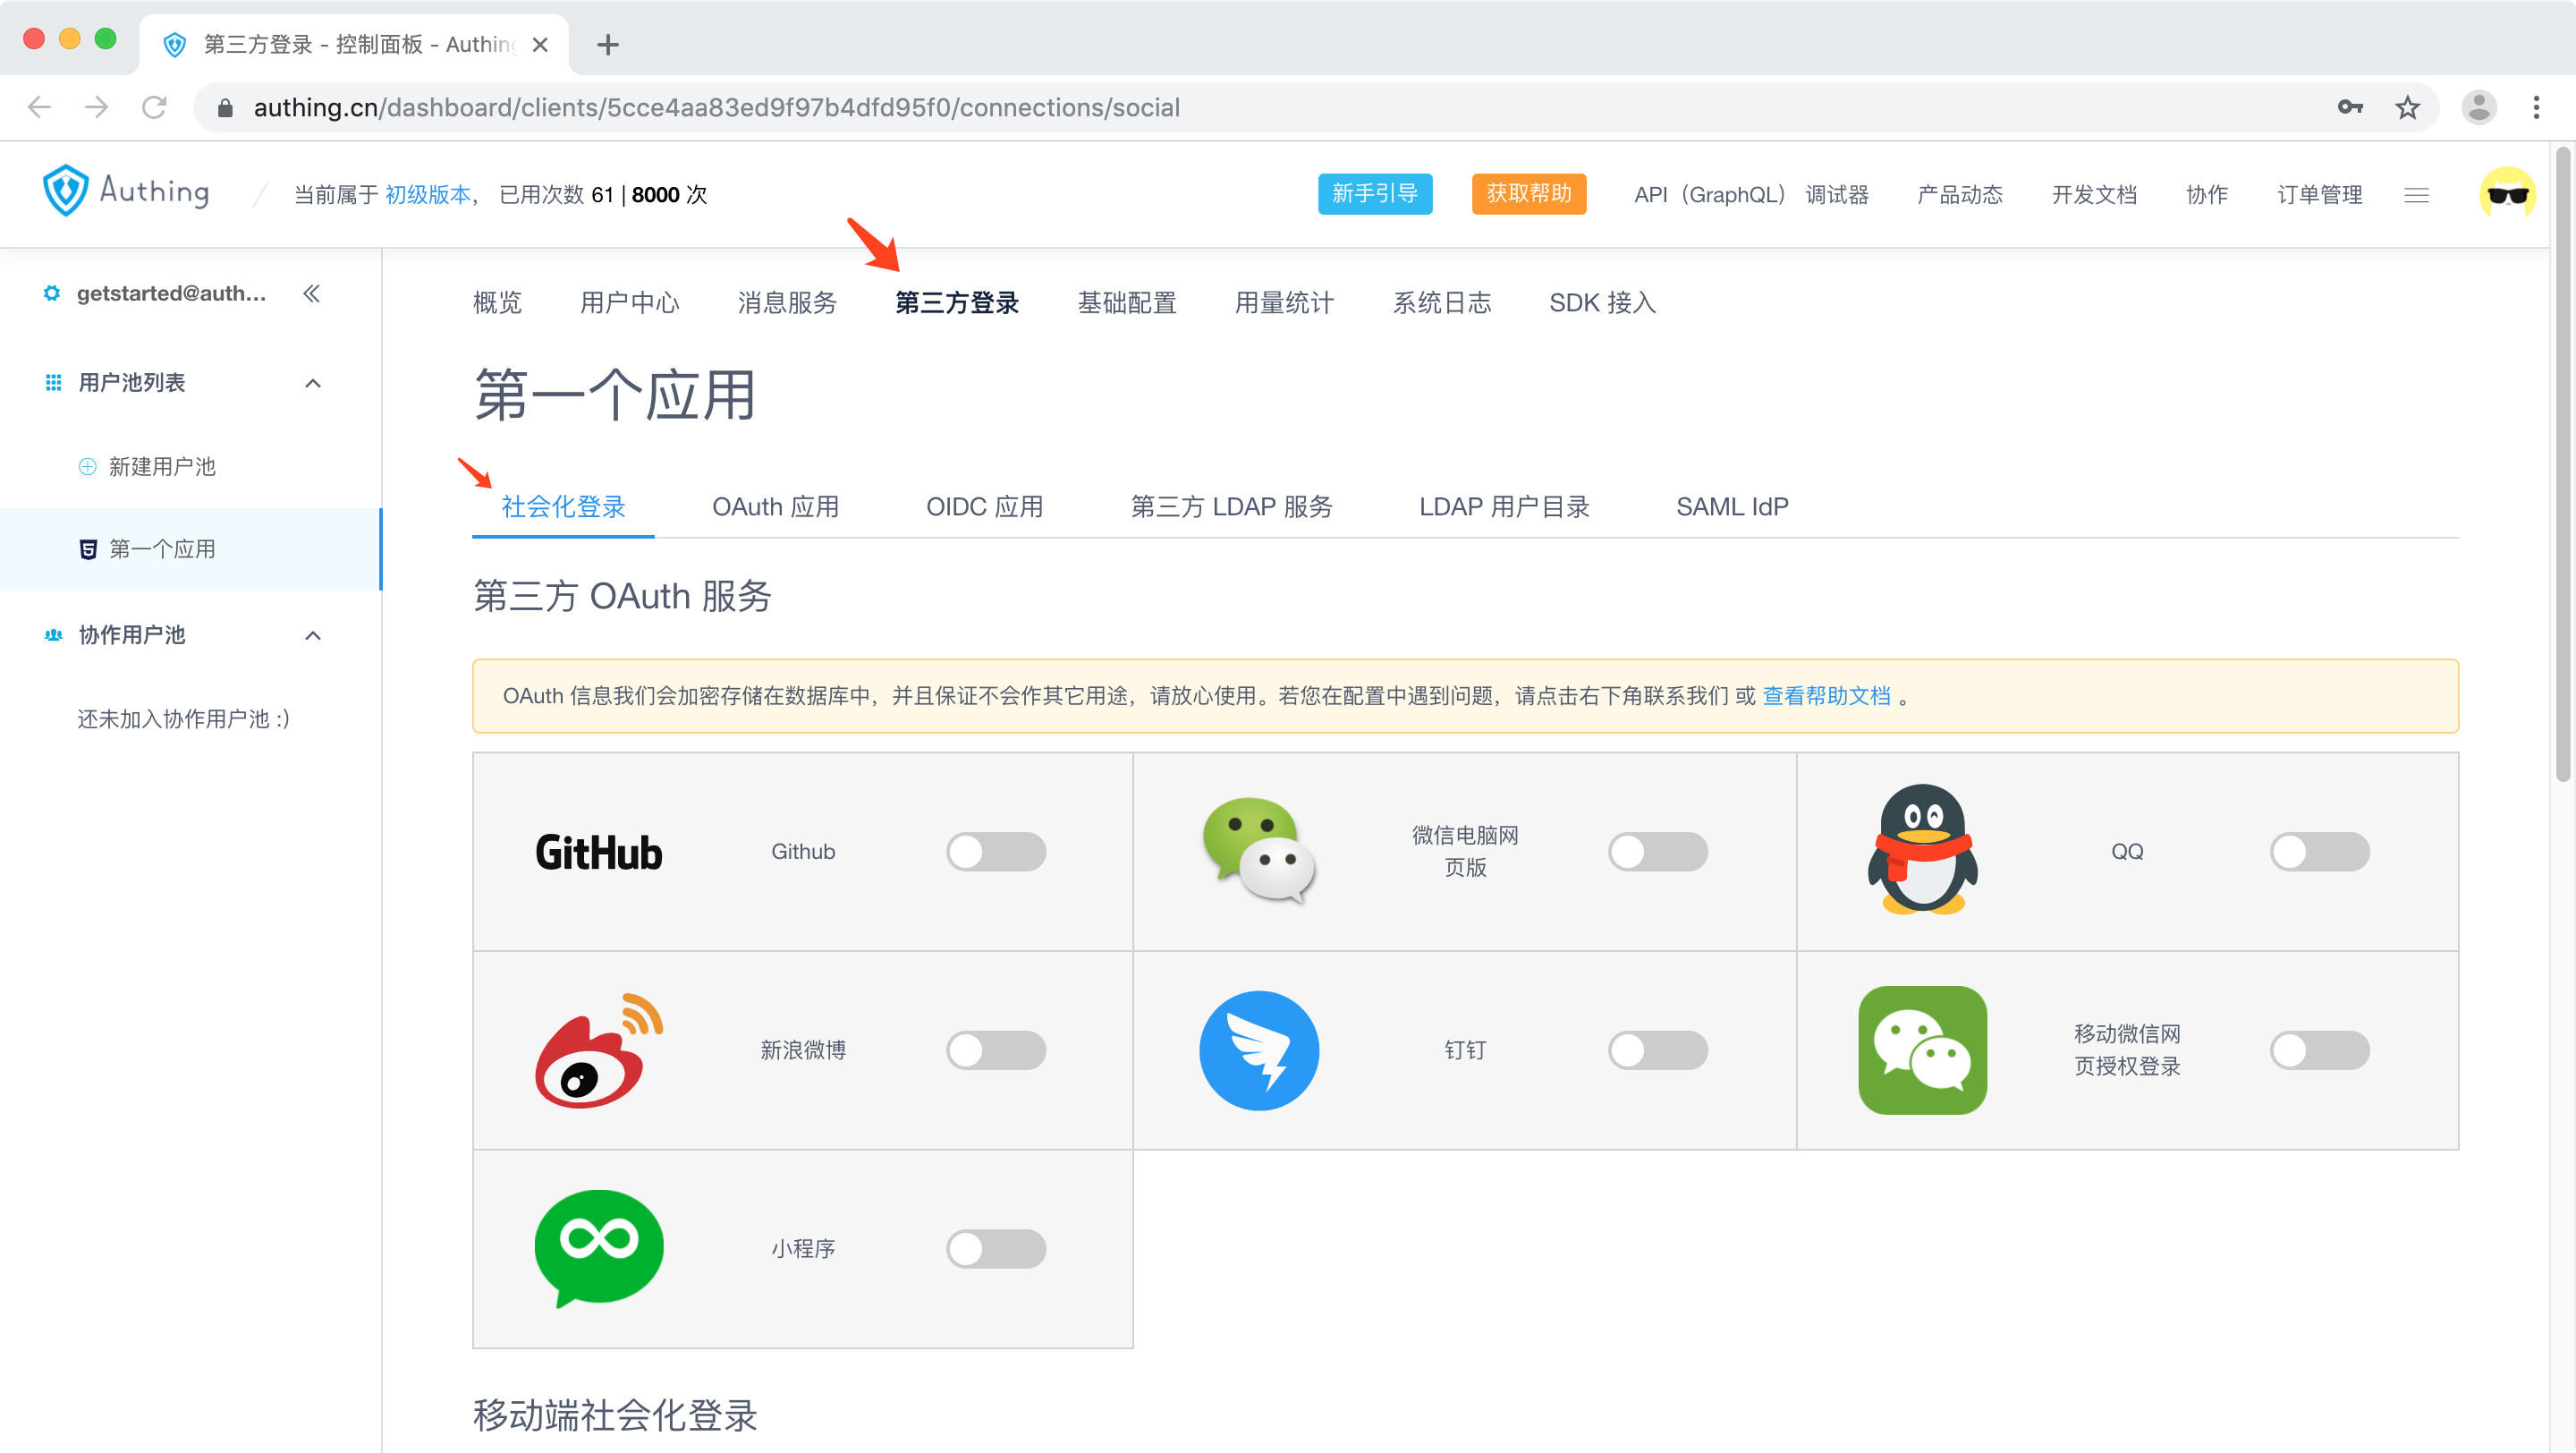 第三方登录 - 控制面板 - Authing
authing.cn/dashboard/clients/5cce4aa83ed9f97b4dfd95f0/connections/social
Authing
当前属于 初级版本， 已用次数 61 | 8000 次
新手引导
获取帮助
API（GraphQL） 调试器
产品动态
开发文档
协作
订单管理
getstarted@auth...
用户池列表
新建用户池
第一个应用
协作用户池
还未加入协作用户池 :)
概览
用户中心
消息服务
第三方登录
基础配置
用量统计
系统日志
SDK 接入
第一个应用
社会化登录
OAuth 应用
OIDC 应用
第三方 LDAP 服务
LDAP 用户目录
SAML IdP
第三方 OAuth 服务
OAuth 信息我们会加密存储在数据库中，并且保证不会作其它用途，请放心使用。若您在配置中遇到问题，请点击右下角联系我们 或 查看帮助文档 。
GitHub
Github
微信电脑网
页版
QQ
新浪微博
钉钉
移动微信网
页授权登录
小程序
移动端社会化登录